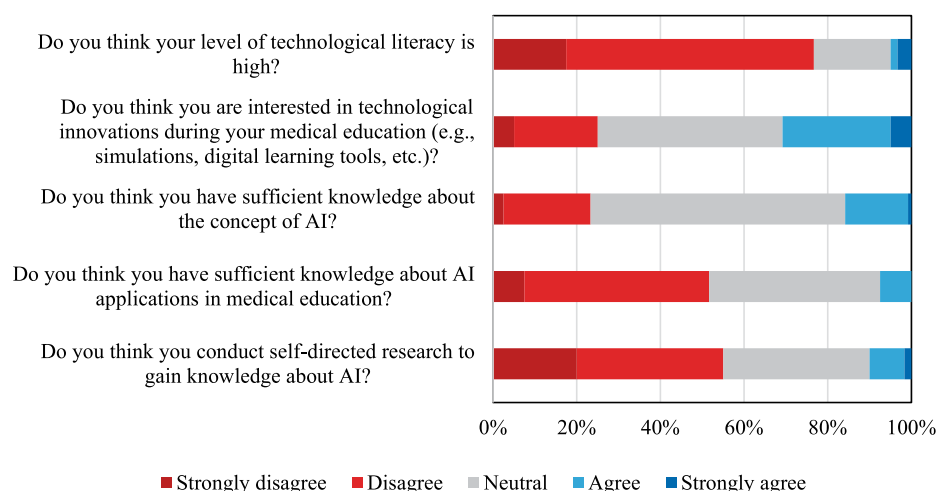 Do you think your level of technological literacy is
high?
Do you think you are interested in technological
innovations during your medical education (e.g.,
simulations, digital learning tools, etc.)?
Do you think you have sufficient knowledge about
the concept of AI?
Do you think you have sufficient knowledge about AI
applications in medical education?
Do you think you conduct self-directed research to
gain knowledge about AI?
0% 20% 40% 60% 80% 100%
Strongly disagree Disagree Neutral Agree Strongly agree